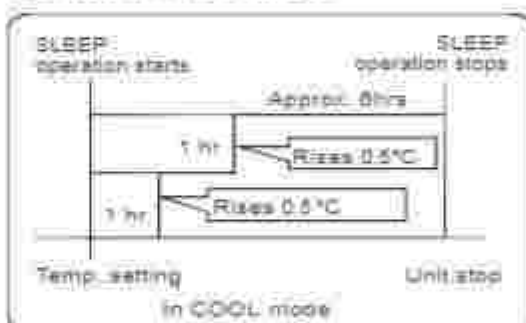 SLEEP operation starts
SLEEP operation stops
Approx. 6hrs
1 hr
Rises 0.5°C
1 hr
Rises 0.5°C
Temp. setting
Unit stop
in COOL mode